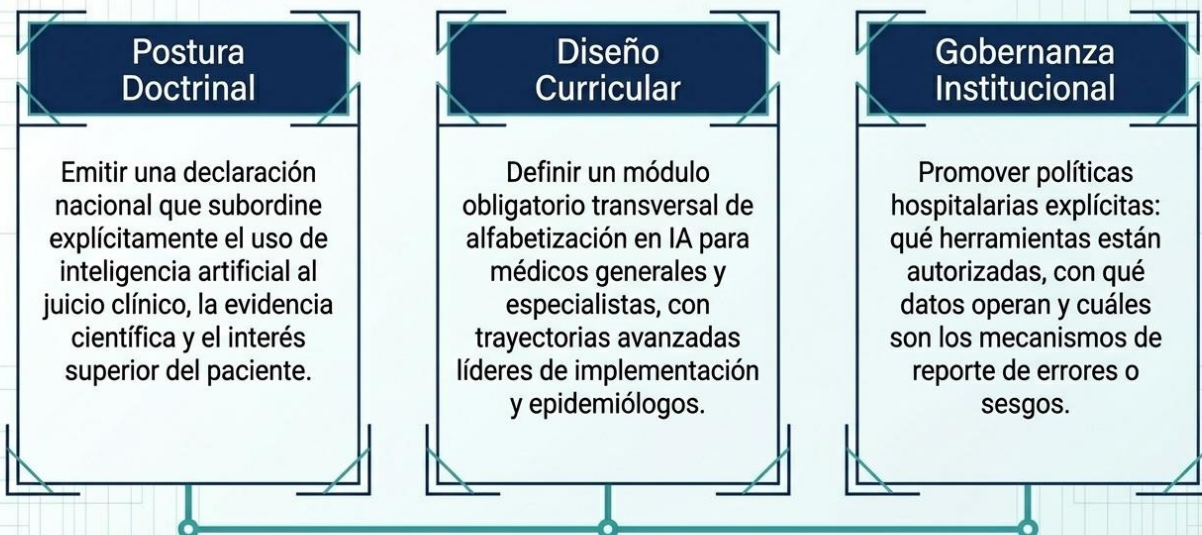 Postura
Doctrinal
Emitir una declaración
nacional que subordine
explícitamente el uso de
inteligencia artificial al
juicio clínico, la evidencia
científica y el interés
superior del paciente.
Diseño
Curricular
Definir un módulo
obligatorio transversal de
alfabetización en IA para
médicos generales y
especialistas, con
trayectorias avanzadas
líderes de implementación
y epidemiólogos.
Gobernanza
Institucional
Promover políticas
hospitalarias explícitas:
qué herramientas están
autorizadas, con qué
datos operan y cuáles
son los mecanismos de
reporte de errores o
sesgos.